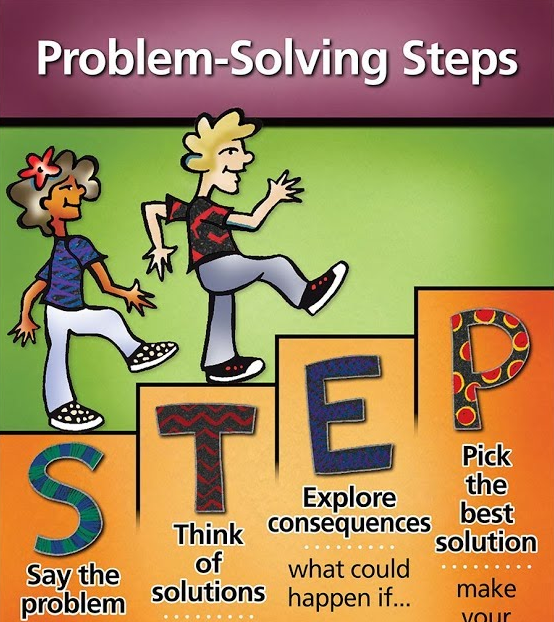 Problem-Solving Steps
S
Say the
problem
T
Think
of
solutions
E
Explore
consequences
what could
happen if...
P
Pick
the
best
solution
make
your